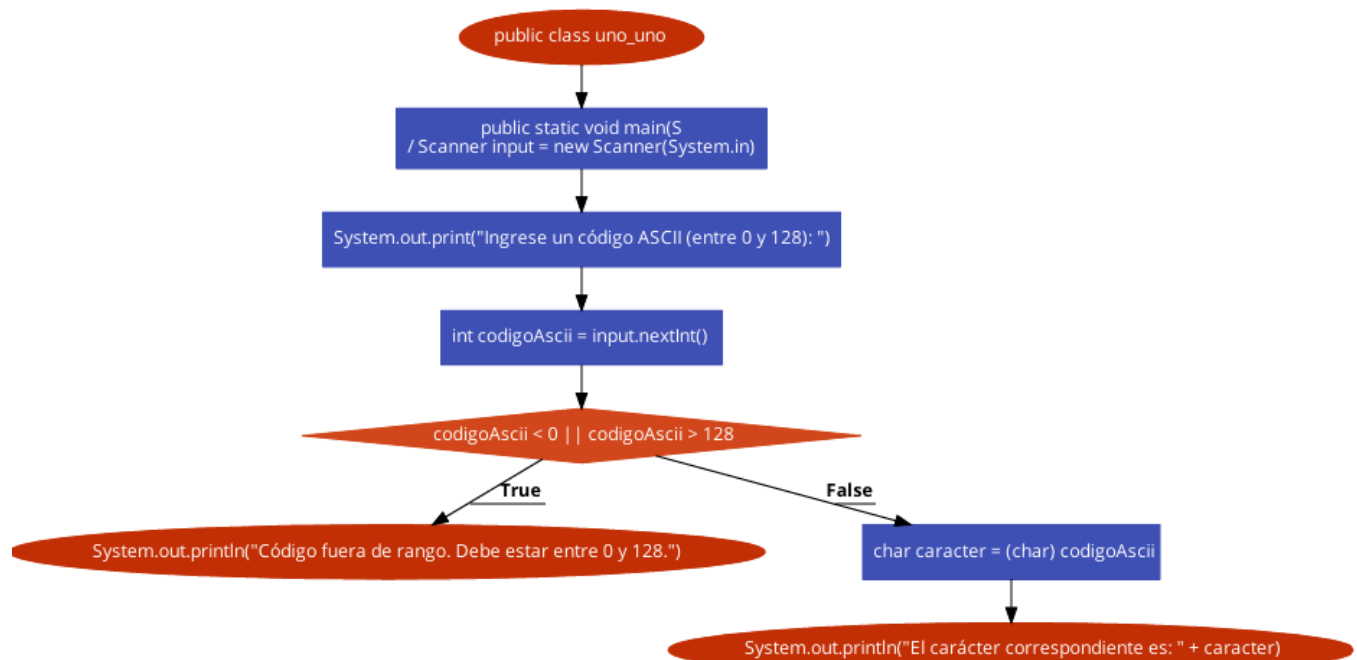 public class uno_uno
public static void main(S
/ Scanner input = new Scanner(System.in)
System.out.print("Ingrese un código ASCII (entre 0 y 128): ")
int codigoAscii = input.nextInt()
codigoAscii < 0 || codigoAscii > 128
True
False
System.out.println("Código fuera de rango. Debe estar entre 0 y 128.")
char caracter = (char) codigoAscii
System.out.println("El carácter correspondiente es: " + caracter)